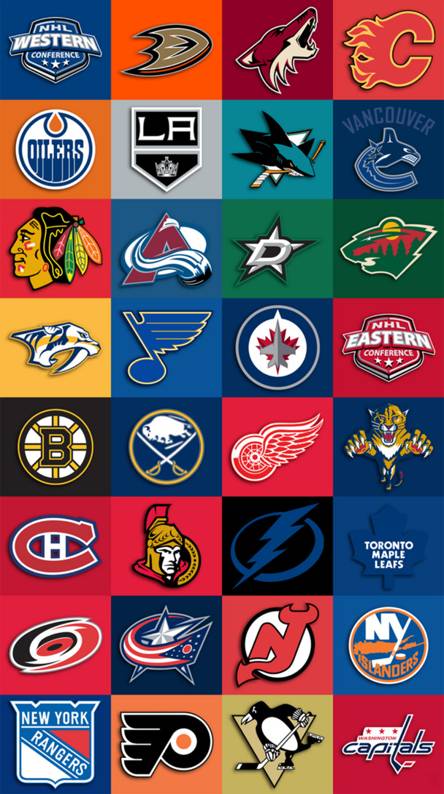 NHL
WESTERN
CONFERENCE
C
OILERS
LA
VANCOUVER
A
D
NHL
EASTERN
CONFERENCE
B
C
H
TORONTO
MAPLE
LEAFS
NJ
NY
ISLANDERS
NEW YORK
RANGERS
P
WASHINGTON
capitals